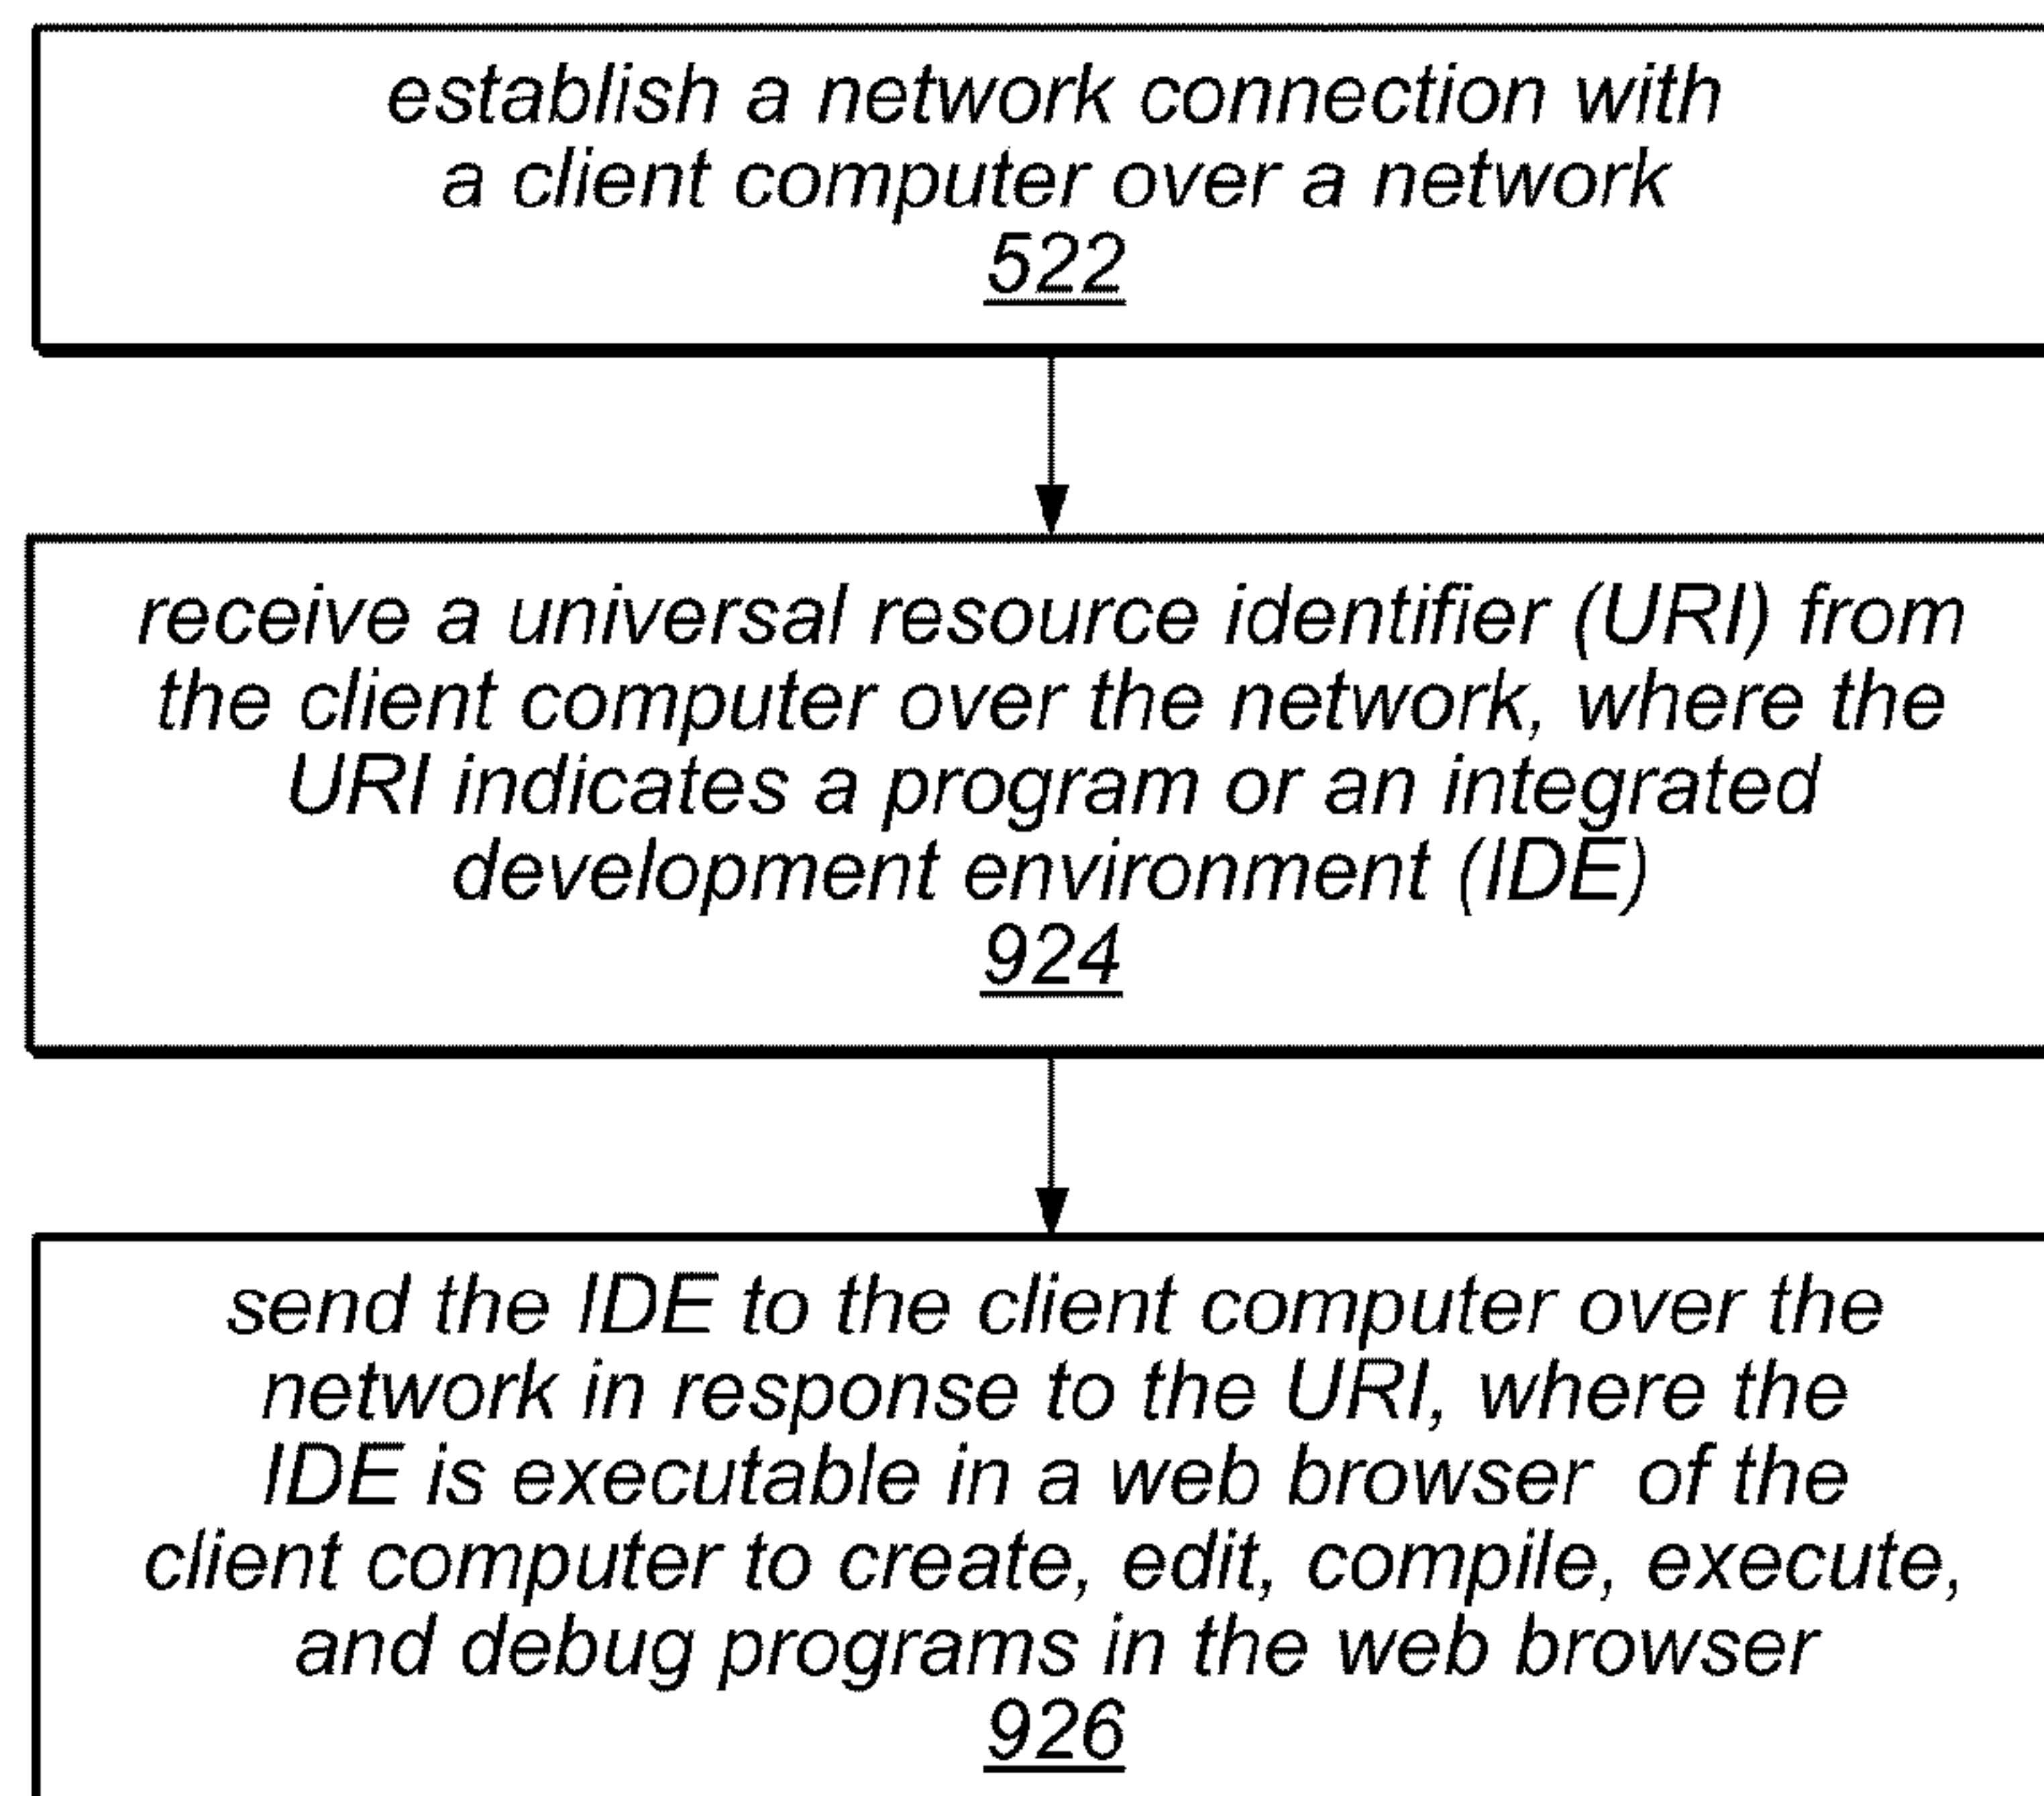 establish a network connection with
a client computer over a network
522
receive a universal resource identifier (URI) from
the client computer over the network, where the
URI indicates a program or an integrated
development environment (IDE)
924
send the IDE to the client computer over the
network in response to the URI, where the
IDE is executable in a web browser of the
client computer to create, edit, compile, execute,
and debug programs in the web browser
926